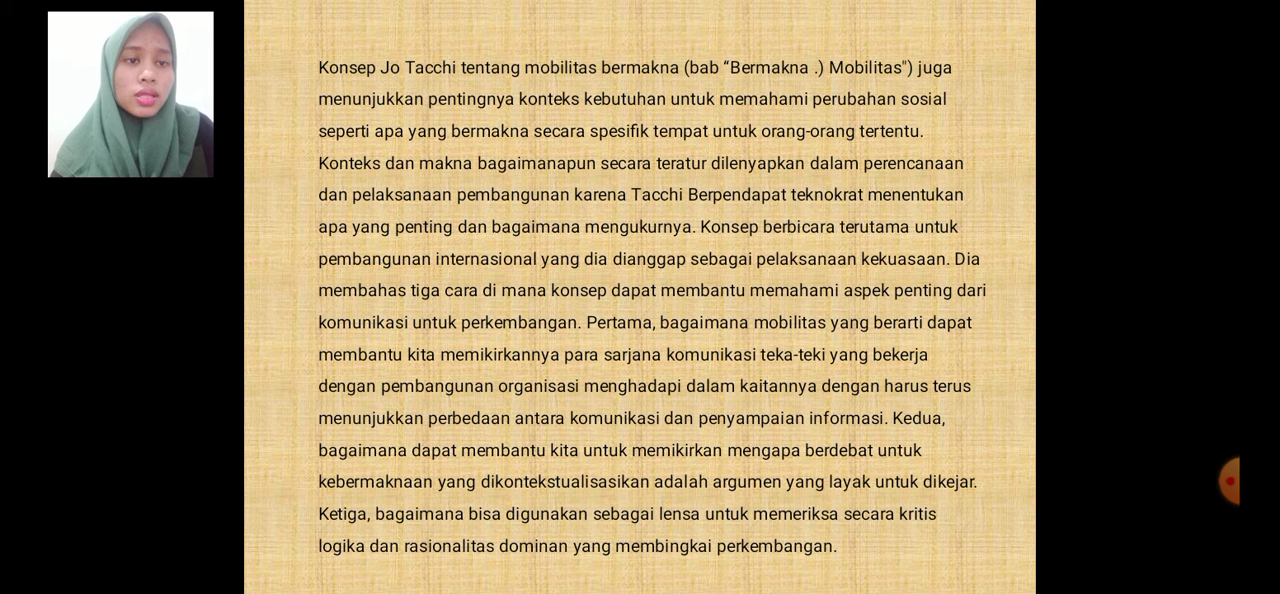 Konsep Jo Tacchi tentang mobilitas bermakna (bab “Bermakna .) Mobilitas") juga
menunjukkan pentingnya konteks kebutuhan untuk memahami perubahan sosial
seperti apa yang bermakna secara spesifik tempat untuk orang-orang tertentu.
Konteks dan makna bagaimanapun secara teratur dilenyapkan dalam perencanaan
dan pelaksanaan pembangunan karena Tacchi Berpendapat teknokrat menentukan
apa yang penting dan bagaimana mengukurnya. Konsep berbicara terutama untuk
pembangunan internasional yang dia dianggap sebagai pelaksanaan kekuasaan. Dia
membahas tiga cara di mana konsep dapat membantu memahami aspek penting dari
komunikasi untuk perkembangan. Pertama, bagaimana mobilitas yang berarti dapat
membantu kita memikirkannya para sarjana komunikasi teka-teki yang bekerja
dengan pembangunan organisasi menghadapi dalam kaitannya dengan harus terus
menunjukkan perbedaan antara komunikasi dan penyampaian informasi. Kedua,
bagaimana dapat membantu kita untuk memikirkan mengapa berdebat untuk
kebermaknaan yang dikontekstualisasikan adalah argumen yang layak untuk dikejar.
Ketiga, bagaimana bisa digunakan sebagai lensa untuk memeriksa secara kritis
logika dan rasionalitas dominan yang membingkai perkembangan.